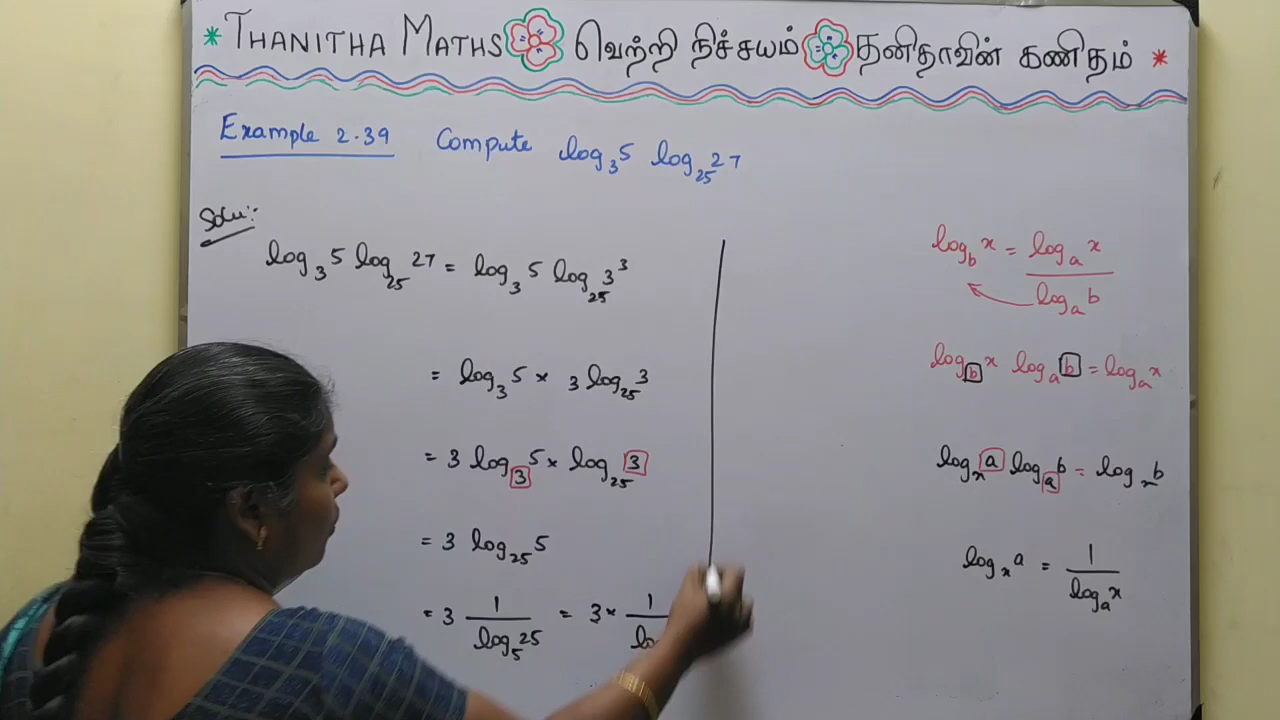 * THANITHA MATHS வெற்றி நிச்சயம் தனிதாவின் கணிதம் *
Example 2.39 Compute log₃5 log₂₅27
Solu:-
log₃5 log₂₅27 = log₃5 log₂₅3³
= log₃5 × 3 log₂₅3
= 3 log₃5 × log₂₅3
= 3 log₂₅5
= 3 1/log₅25 = 3 × 1/lo
log_b x = log_a x / log_a b
log_b x log_a b = log_a x
log_x a log_a b = log_x b
log_x a = 1/log_a x